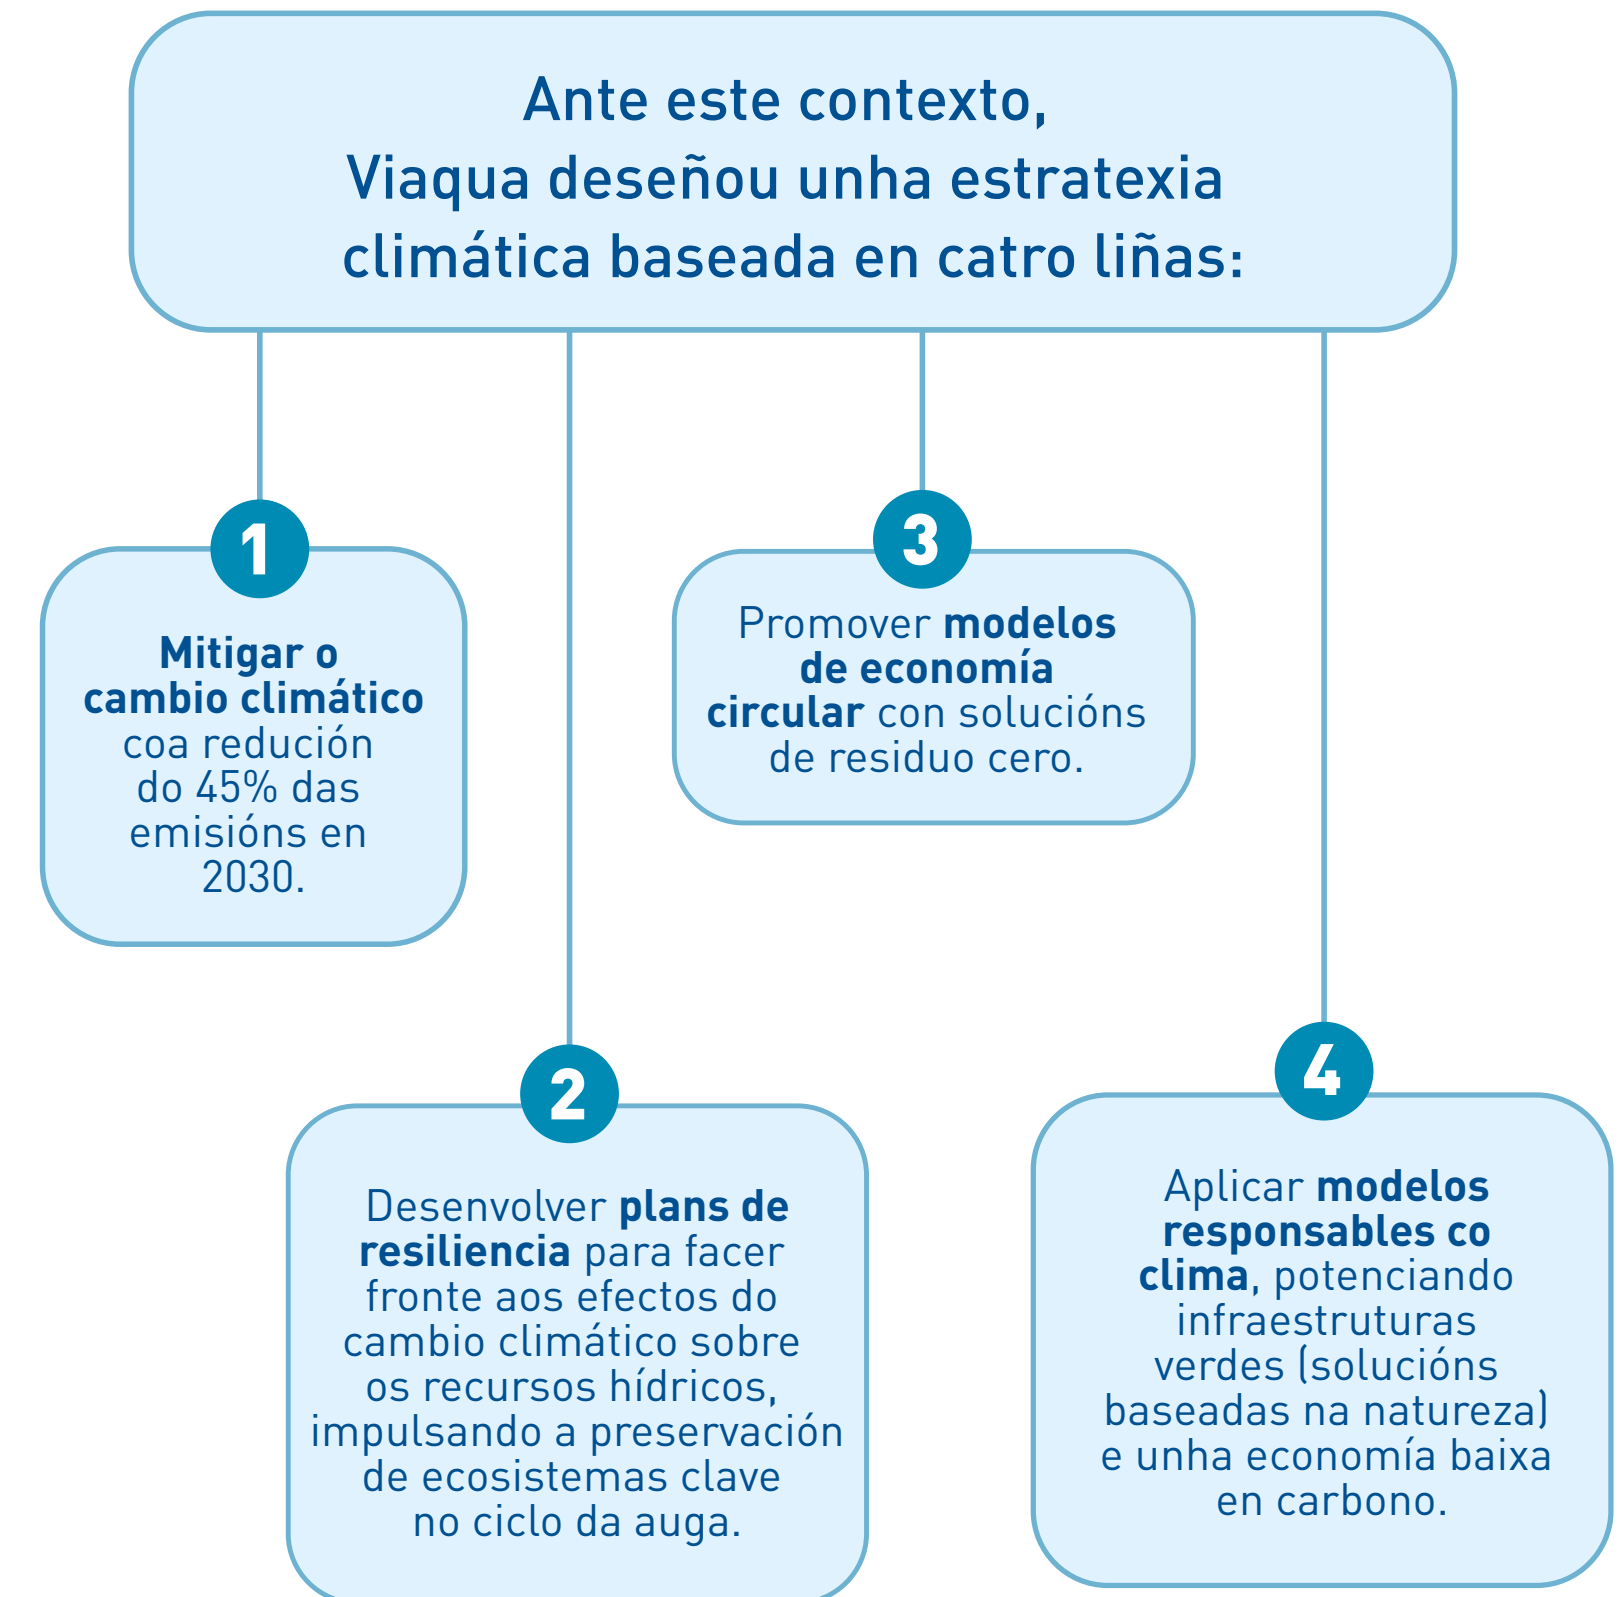 Ante este contexto,
Viaqua deseñou unha estratexia
climática baseada en catro liñas:
1
Mitigar o
cambio climático
coa redución
do 45% das
emisións en
2030.
2
Desenvolver plans de
resiliencia para facer
fronte aos efectos do
cambio climático sobre
os recursos hídricos,
impulsando a preservación
de ecosistemas clave
no ciclo da auga.
3
Promover modelos
de economía
circular con solucións
de residuo cero.
4
Aplicar modelos
responsables co
clima, potenciando
infraestruturas
verdes (solucións
baseadas na natureza)
e unha economía baixa
en carbono.